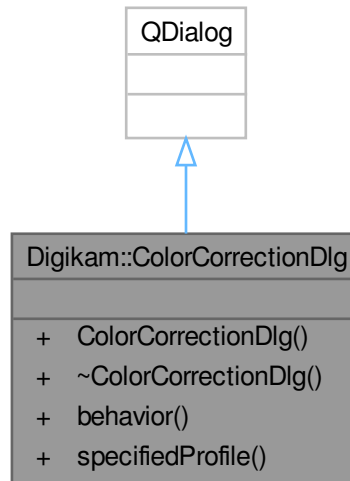 QDialog
Digikam::ColorCorrectionDlg
+ ColorCorrectionDlg()
+ ~ColorCorrectionDlg()
+ behavior()
+ specifiedProfile()